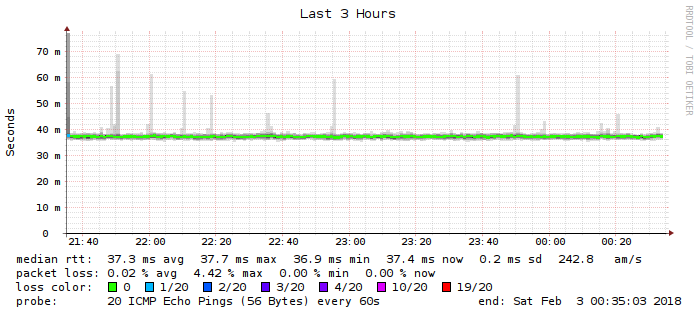 Last 3 Hours
RRDTOOL / TOBI OETIKER
Seconds
70 m
60 m
50 m
40 m
30 m
20 m
10 m
0
21:40 22:00 22:20 22:40 23:00 23:20 23:40 00:00 00:20
median rtt: 37.3 ms avg 37.7 ms max 36.9 ms min 37.4 ms now 0.2 ms sd 242.8 am/s
packet loss: 0.02 % avg 4.42 % max 0.00 % min 0.00 % now
loss color: 0 1/20 2/20 3/20 4/20 10/20 19/20
probe: 20 ICMP Echo Pings (56 Bytes) every 60s end: Sat Feb 3 00:35:03 2018